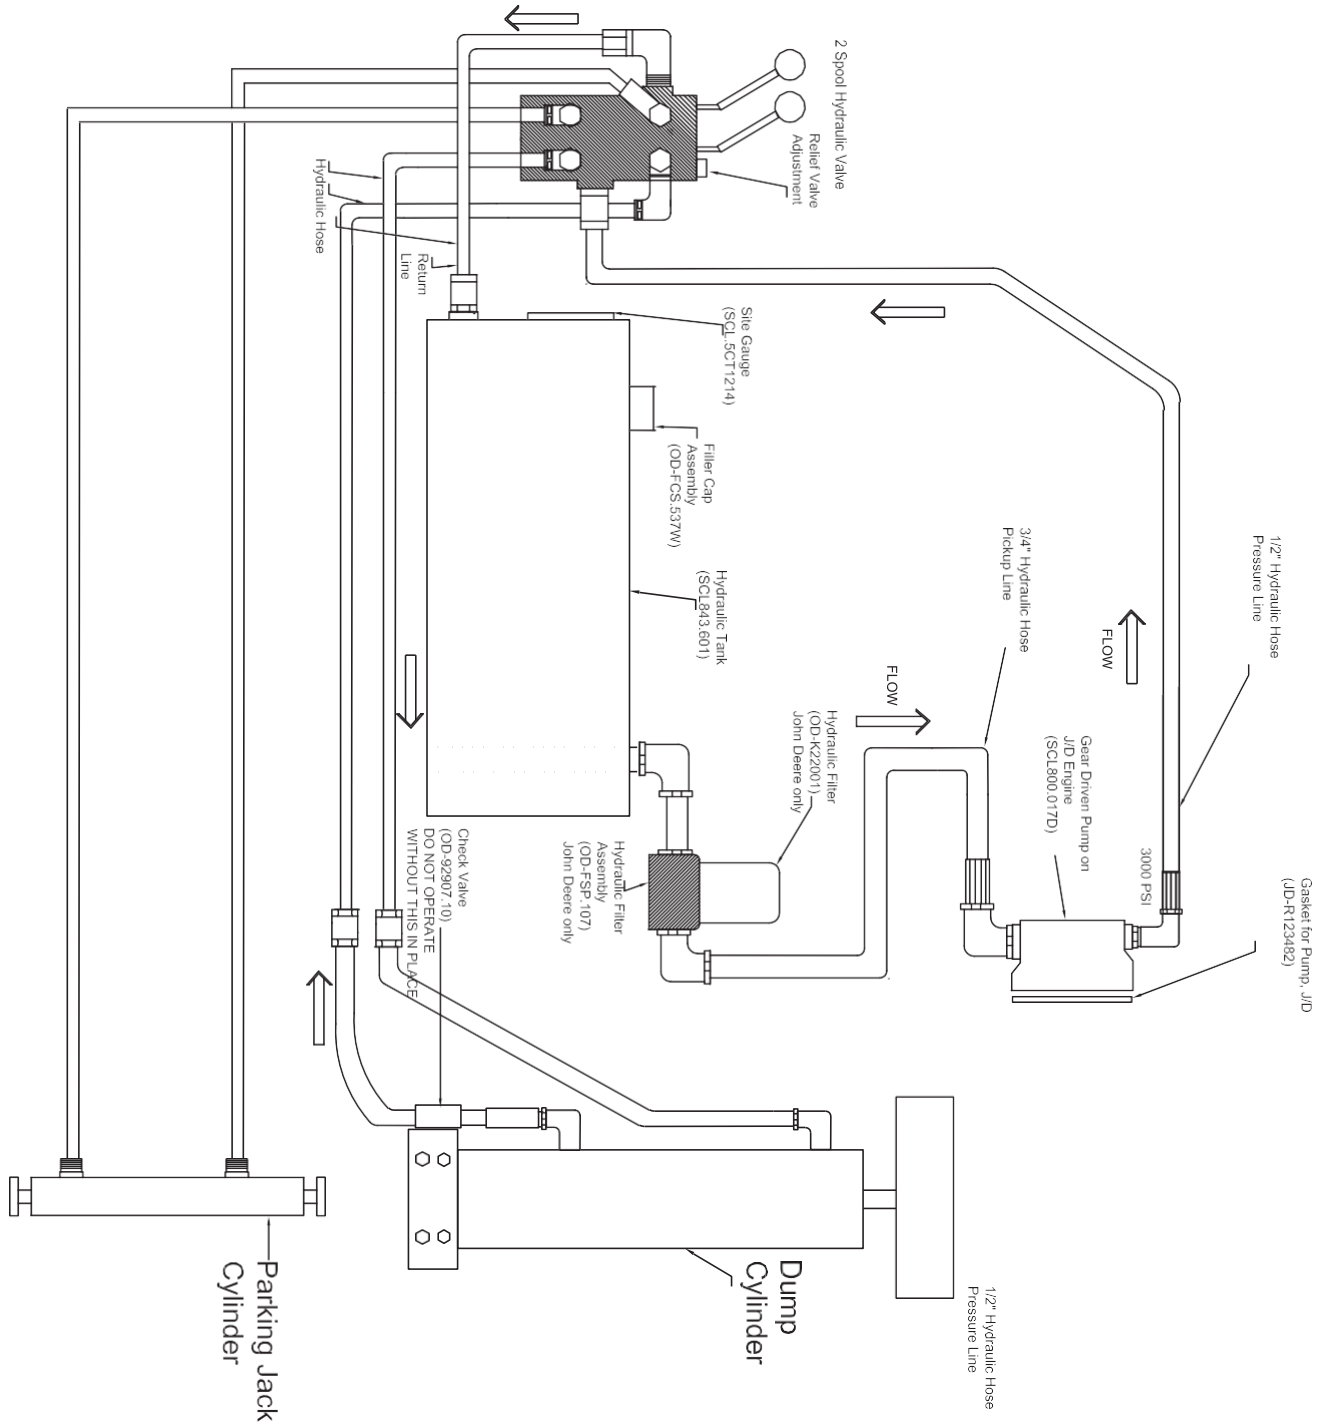 2 Spool Hydraulic Valve
Relief Valve
Adjustment
Hydraulic Hose
Return
Line
Site Gauge
(SCL.5CT1214)
Filler Cap
Assembly
(OD-FCS.537W)
Hydraulic Tank
(SCL843.601)
1/2" Hydraulic Hose
Pressure Line
FLOW
3/4" Hydraulic Hose
Pickup Line
FLOW
Hydraulic Filter
(OD-K22001)
John Deere only
Gear Driven Pump on
J/D Engine
(SCL800.017D)
3000 PSI
Gasket for Pump, J/D
(JD-R123482)
Hydraulic Filter
Assembly
(OD-FSP.107)
John Deere only
Check Valve
(OD-92907.10)
DO NOT OPERATE
WITHOUT THIS IN PLACE
Dump
Cylinder
1/2" Hydraulic Hose
Pressure Line
Parking Jack
Cylinder